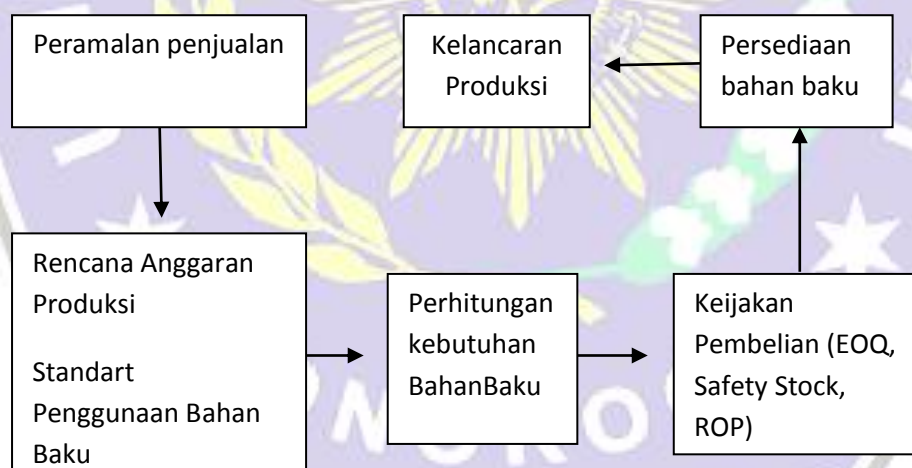 Peramalan penjualan
Kelancaran
Produksi
Persediaan
bahan baku
Rencana Anggaran
Produksi
Standart
Penggunaan Bahan
Baku
Perhitungan
kebutuhan
BahanBaku
Keijakan
Pembelian (EOQ,
Safety Stock,
ROP)